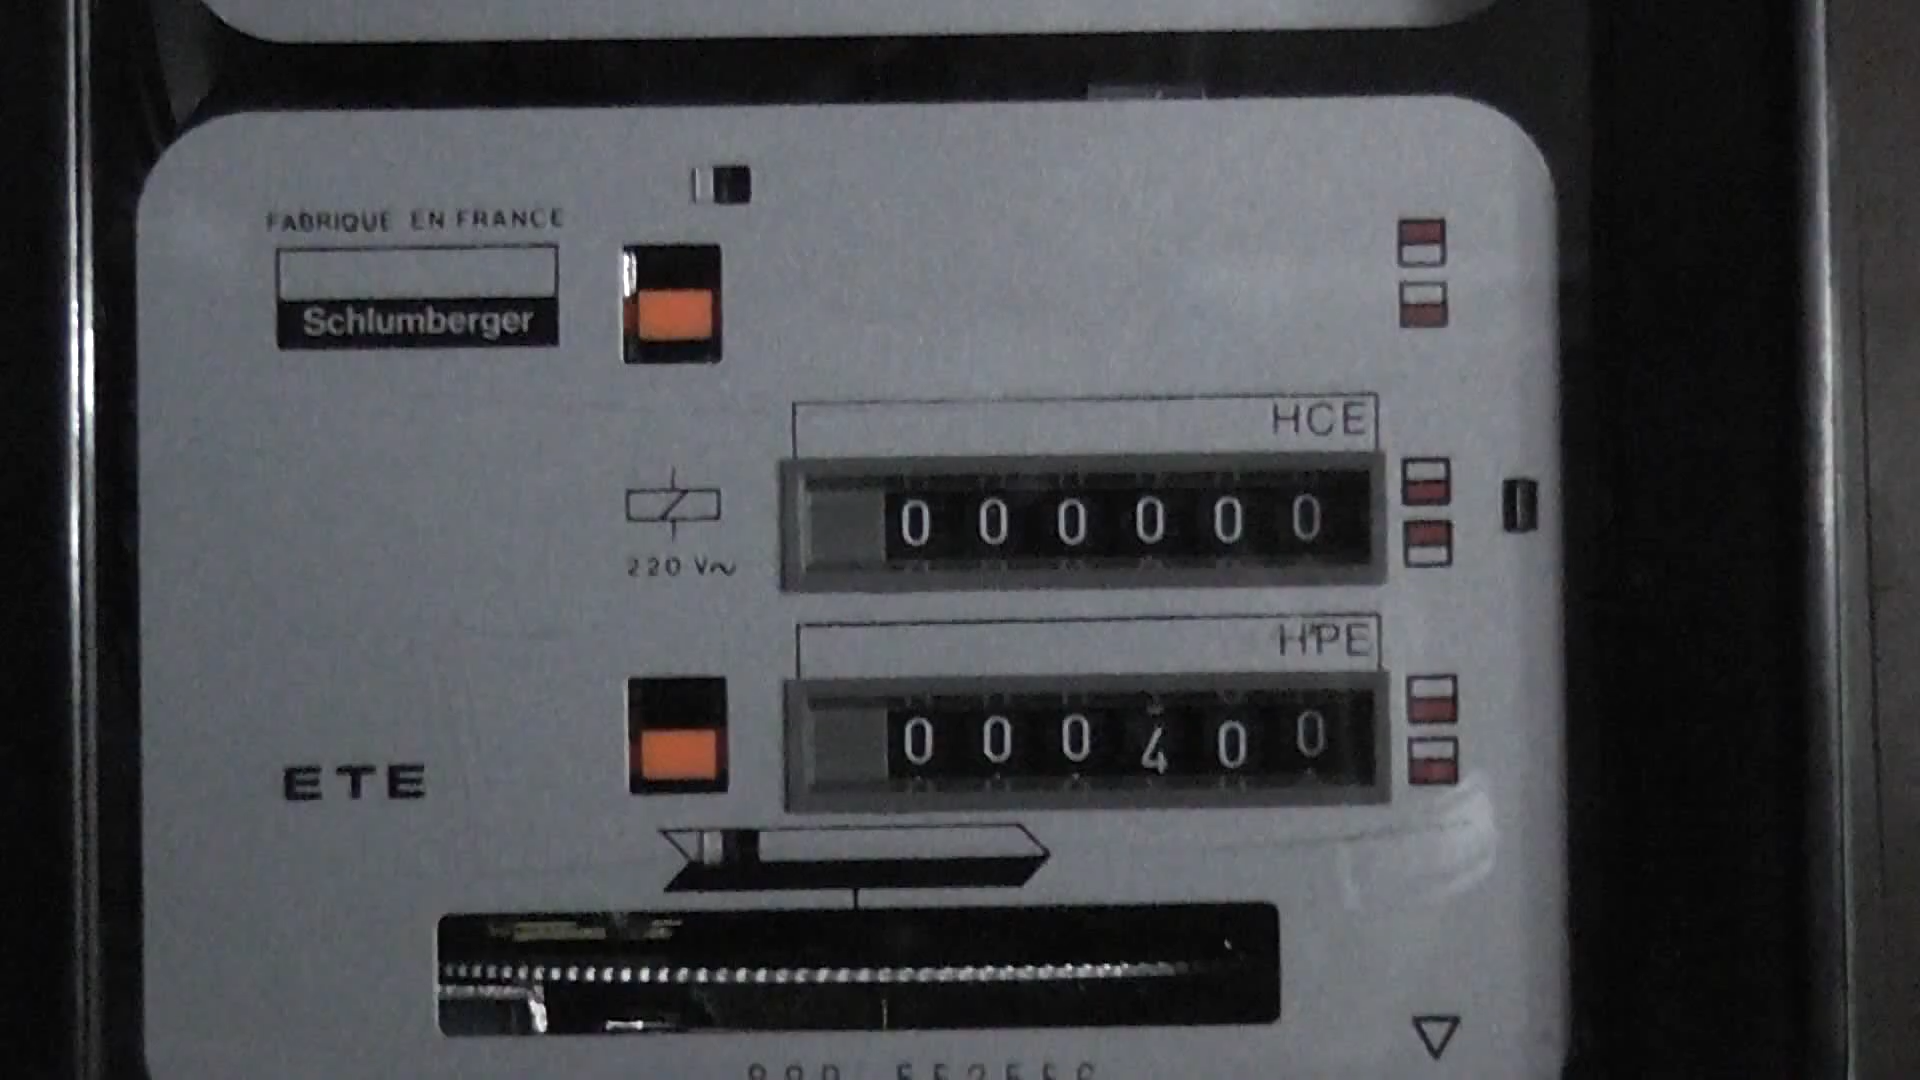 FABRIQUE EN FRANCE
Schlumberger
HCE
000000
220 V~
HPE
000400
ETE